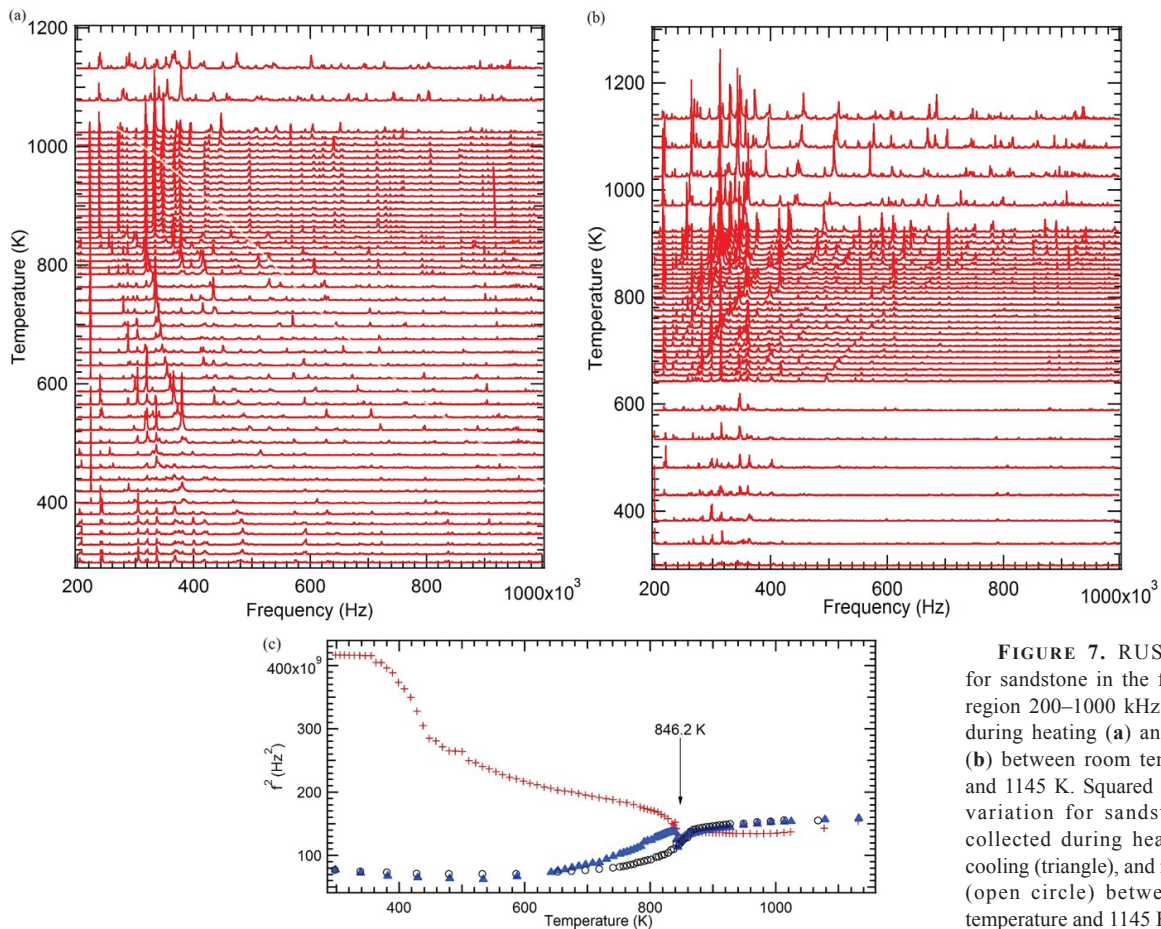 (a)
1200
1000
800
600
400
Temperature (K)
200
400
600
800
1000x10³
Frequency (Hz)
(b)
1200
1000
800
600
400
Temperature (K)
200
400
600
800
1000x10³
Frequency (Hz)
(c)
400x10⁹
300
200
100
f² (Hz²)
846.2 K
400
600
800
1000
Temperature (K)
FIGURE 7. RUS
for sandstone in the f
region 200–1000 kHz
during heating (a) an
(b) between room ten
and 1145 K. Squared
variation for sandst
collected during hea
cooling (triangle), and
(open circle) betwe
temperature and 1145 K